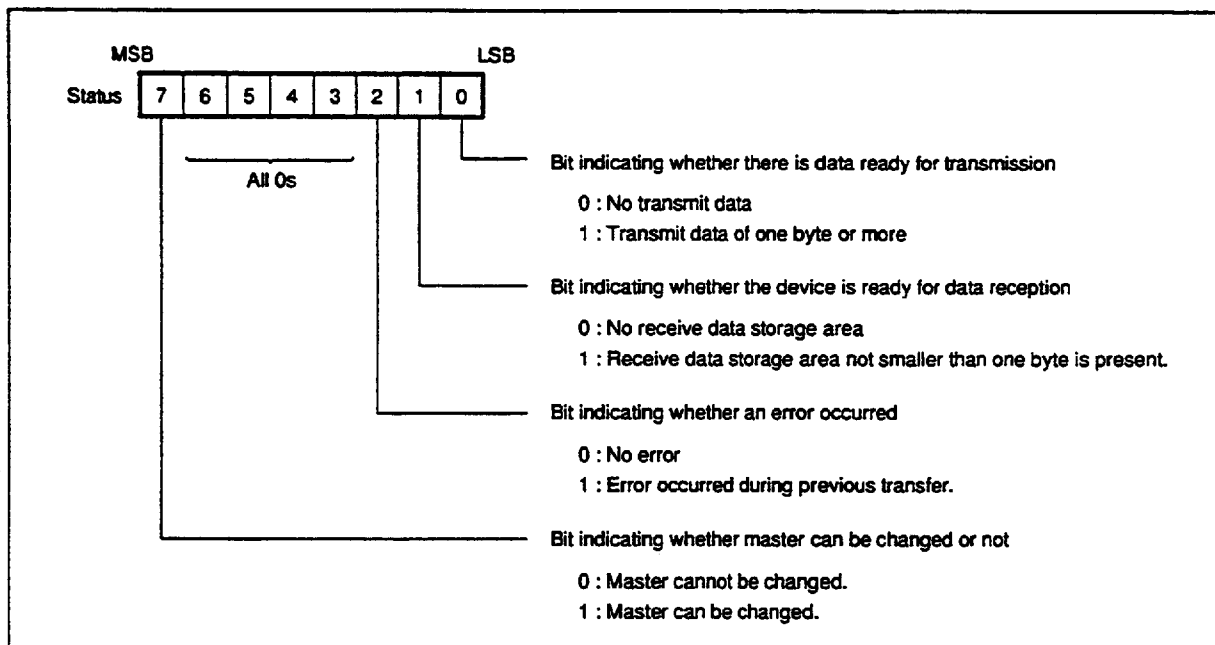 MSB LSB
Status 7 6 5 4 3 2 1 0
All 0s
Bit indicating whether there is data ready for transmission
0 : No transmit data
1 : Transmit data of one byte or more
Bit indicating whether the device is ready for data reception
0 : No receive data storage area
1 : Receive data storage area not smaller than one byte is present.
Bit indicating whether an error occurred
0 : No error
1 : Error occurred during previous transfer.
Bit indicating whether master can be changed or not
0 : Master cannot be changed.
1 : Master can be changed.